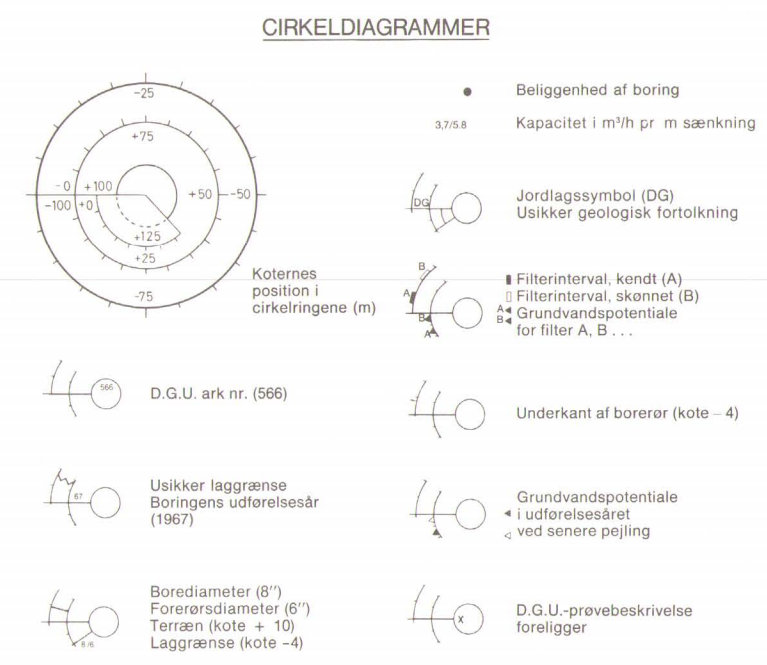 CIRKELDIAGRAMMER
-25
+75
-0
+100
+50
-50
-100
+0
+125
+25
-75
Koternes
position i
cirkelringene (m)
566
D.G.U. ark nr. (566)
67
Usikker laggrænse
Boringens udførelsesår
(1967)
8/6
Borediameter (8")
Forerørsdiameter (6")
Terræn (kote + 10)
Laggrænse (kote -4)
Beliggenhed af boring
3,7/5.8
Kapacitet i m³/h pr m sænkning
DG
Jordlagssymbol (DG)
Usikker geologisk fortolkning
B
A
B
A
Filterinterval, kendt (A)
Filterinterval, skønnet (B)
A
Grundvandspotentiale
B
for filter A, B . . .
Underkant af borerør (kote – 4)
Grundvandspotentiale
i udførelsesåret
ved senere pejling
x
D.G.U.-prøvebeskrivelse
foreligger